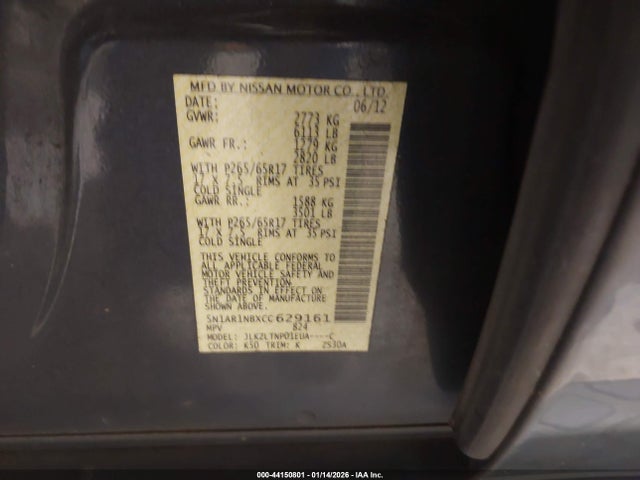 MFD BY NISSAN MOTOR CO., LTD.
DATE: 06/12
GVWR: 2773 KG
6113 LB
GAWR FR.: 1279 KG
2820 LB
WITH P265/65R17 TIRES
17 X 7.5 RIMS AT 35 PSI
COLD SINGLE
GAWR RR.: 1588 KG
3501 LB
WITH P265/65R17 TIRES
17 X 7.5 RIMS AT 35 PSI
COLD SINGLE
THIS VEHICLE CONFORMS TO
ALL APPLICABLE FEDERAL
MOTOR VEHICLE SAFETY AND
THEFT PREVENTION
STANDARDS IN EFFECT ON
THE DATE OF MANUFACTURE
SHOWN ABOVE.
5N1AR1NBXCC629161
MPV 824
MODEL: JLKZLTNPD1EUA----C
COLOR: K50 TRIM: K ZS30A
000-44150801 - 01/14/2026 - IAA Inc.